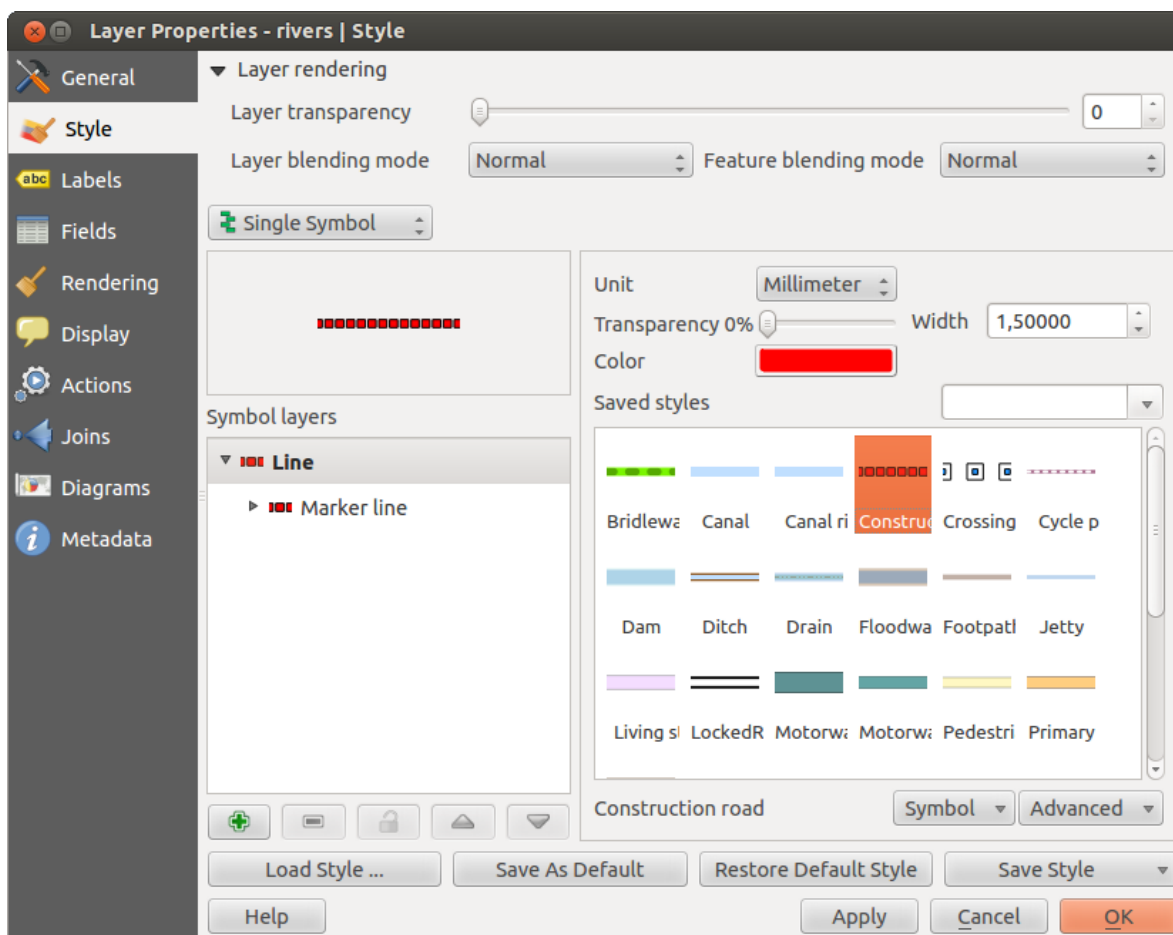 Layer Properties - rivers | Style
General
Style
abc Labels
Fields
Rendering
Display
Actions
Joins
Diagrams
i Metadata
Layer rendering
Layer transparency 0
Layer blending mode Normal Feature blending mode Normal
Single Symbol
Symbol layers
Line
Marker line
Unit Millimeter
Transparency 0% Width 1,50000
Color
Saved styles
Bridlewa Canal Canal ri Construc Crossing Cycle p
Dam Ditch Drain Floodwa Footpatl Jetty
Living st LockedR Motorwa Motorwa Pedestri Primary
Construction road Symbol Advanced
Load Style ... Save As Default Restore Default Style Save Style
Help Apply Cancel OK